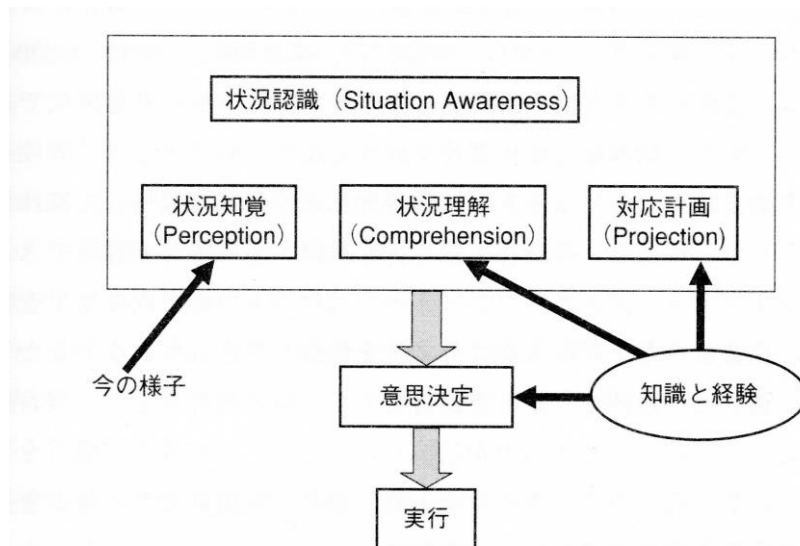 状況認識（Situation Awareness）
状況知覚
（Perception）
状況理解
（Comprehension）
対応計画
（Projection）
今の様子
意思決定
知識と経験
実行